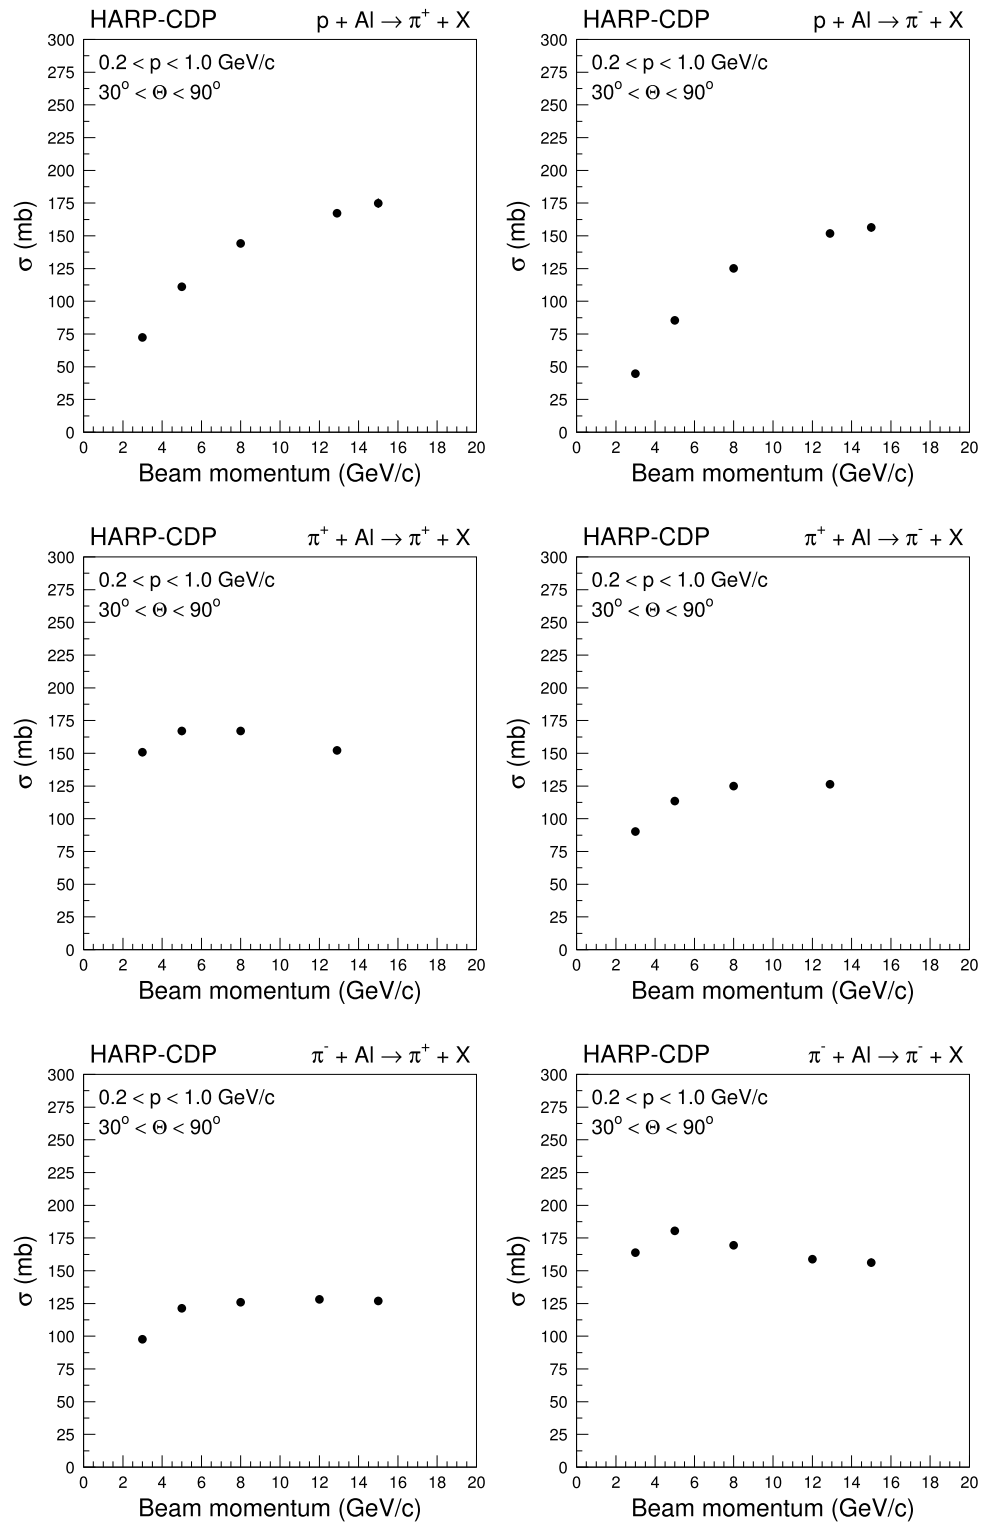 HARP-CDP p + Al → π⁺ + X
300
275
250
225
200
175
150
125
100
75
50
25
0
0.2 < p < 1.0 GeV/c
30° < Θ < 90°
σ (mb)
0 2 4 6 8 10 12 14 16 18 20
Beam momentum (GeV/c)
HARP-CDP p + Al → π⁻ + X
300
275
250
225
200
175
150
125
100
75
50
25
0
0.2 < p < 1.0 GeV/c
30° < Θ < 90°
σ (mb)
0 2 4 6 8 10 12 14 16 18 20
Beam momentum (GeV/c)
HARP-CDP π⁺ + Al → π⁺ + X
300
275
250
225
200
175
150
125
100
75
50
25
0
0.2 < p < 1.0 GeV/c
30° < Θ < 90°
σ (mb)
0 2 4 6 8 10 12 14 16 18 20
Beam momentum (GeV/c)
HARP-CDP π⁺ + Al → π⁻ + X
300
275
250
225
200
175
150
125
100
75
50
25
0
0.2 < p < 1.0 GeV/c
30° < Θ < 90°
σ (mb)
0 2 4 6 8 10 12 14 16 18 20
Beam momentum (GeV/c)
HARP-CDP π⁻ + Al → π⁺ + X
300
275
250
225
200
175
150
125
100
75
50
25
0
0.2 < p < 1.0 GeV/c
30° < Θ < 90°
σ (mb)
0 2 4 6 8 10 12 14 16 18 20
Beam momentum (GeV/c)
HARP-CDP π⁻ + Al → π⁻ + X
300
275
250
225
200
175
150
125
100
75
50
25
0
0.2 < p < 1.0 GeV/c
30° < Θ < 90°
σ (mb)
0 2 4 6 8 10 12 14 16 18 20
Beam momentum (GeV/c)